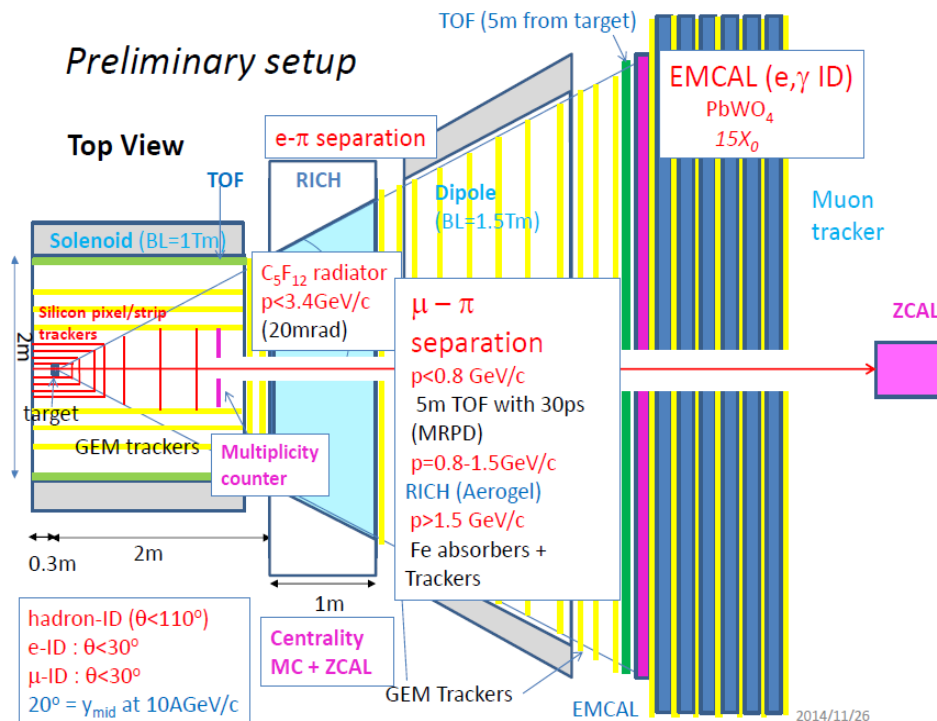 Preliminary setup
TOF (5m from target)
EMCAL (e,γ ID)
PbWO₄
15X₀
Top View
e-π separation
TOF
RICH
Dipole
(BL=1.5Tm)
Muon
tracker
Solenoid (BL=1Tm)
C₅F₁₂ radiator
p<3.4GeV/c
(20mrad)
Silicon pixel/strip
trackers
2m
μ – π
separation
p<0.8 GeV/c
5m TOF with 30ps
(MRPD)
p=0.8-1.5GeV/c
RICH (Aerogel)
p>1.5 GeV/c
Fe absorbers +
Trackers
ZCAL
target
GEM trackers
Multiplicity
counter
0.3m
2m
1m
hadron-ID (θ<110°)
e-ID : θ<30°
μ-ID : θ<30°
20° = y_mid at 10AGeV/c
Centrality
MC + ZCAL
GEM Trackers
EMCAL
2014/11/26